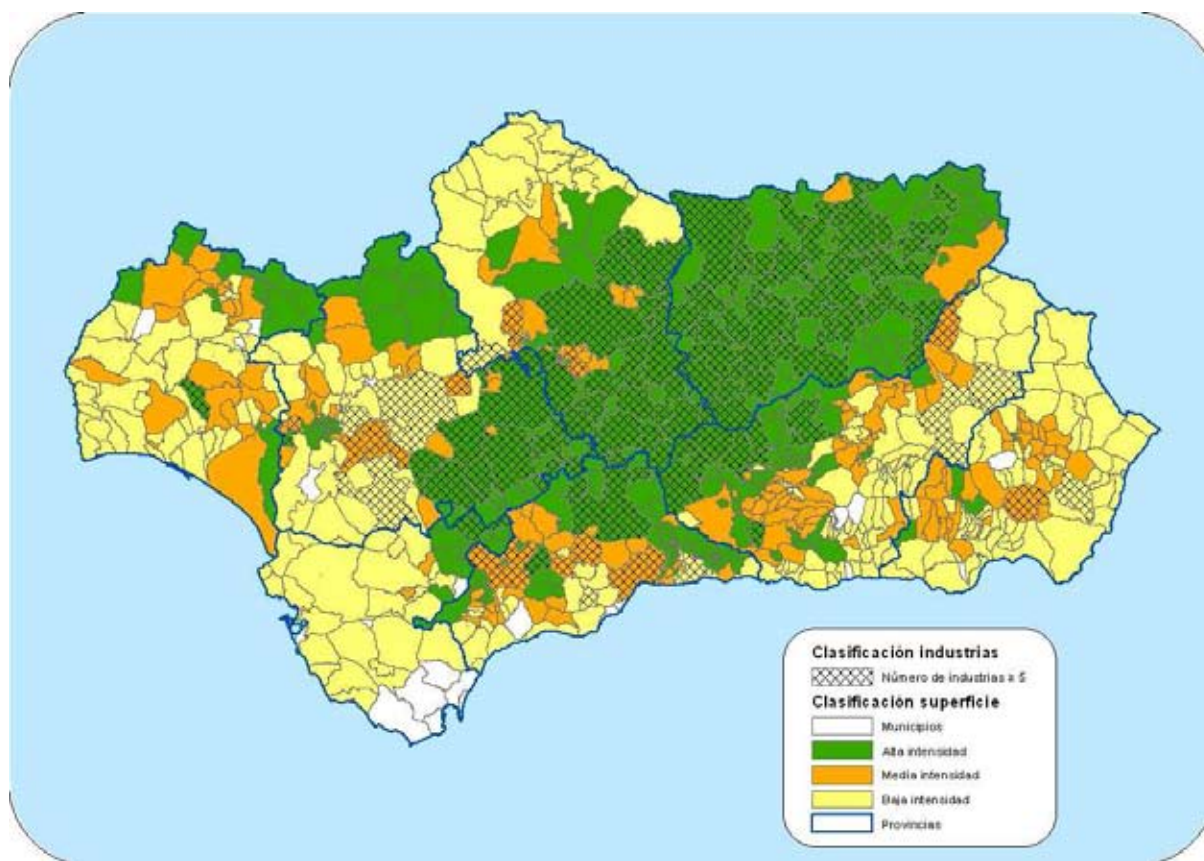 Clasificación industrias
Número de industrias ≥ 5
Clasificación superficie
Municipios
Alta intensidad
Media intensidad
Baja intensidad
Provincias